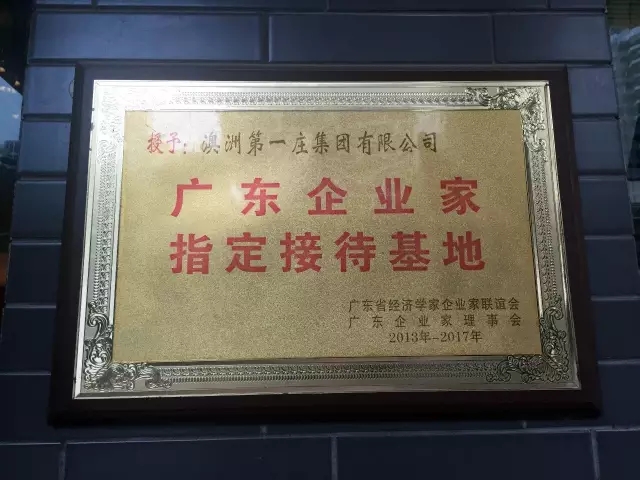 授予：澳洲第一庄集团有限公司
广东企业家
指定接待基地
广东省经济学家企业家联谊会
广东企业家理事会
2013年-2017年